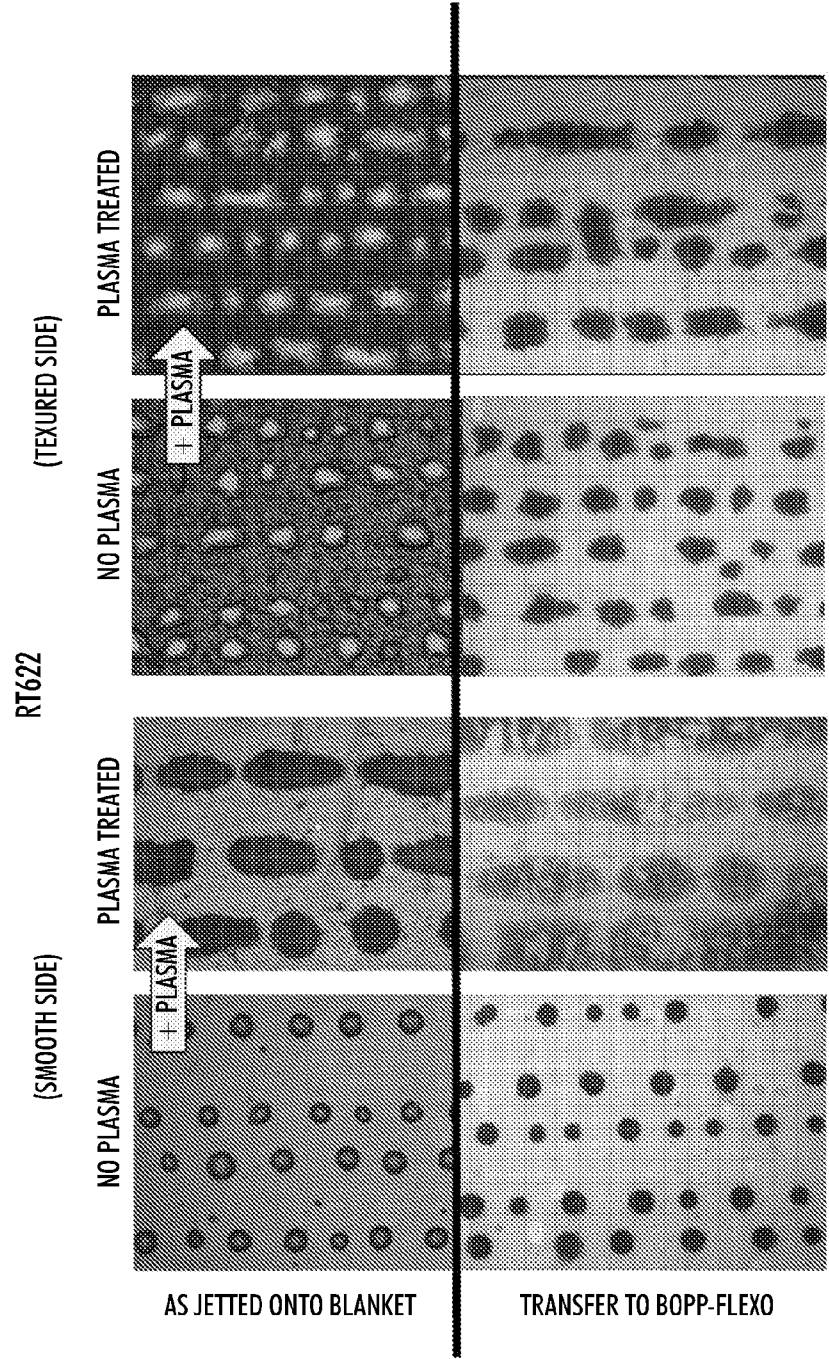 RT622
(SMOOTH SIDE)
(TEXURED SIDE)
NO PLASMA
PLASMA TREATED
NO PLASMA
PLASMA TREATED
+ PLASMA
+ PLASMA
AS JETTED ONTO BLANKET
TRANSFER TO BOPP-FLEXO